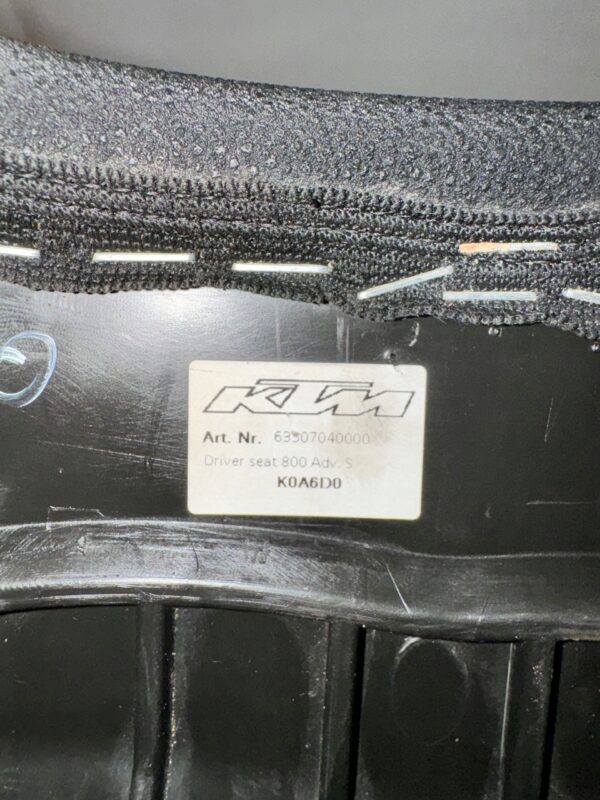 KTM
Art. Nr. 63507040000
Driver seat 800 Adv. S
K0A6D0